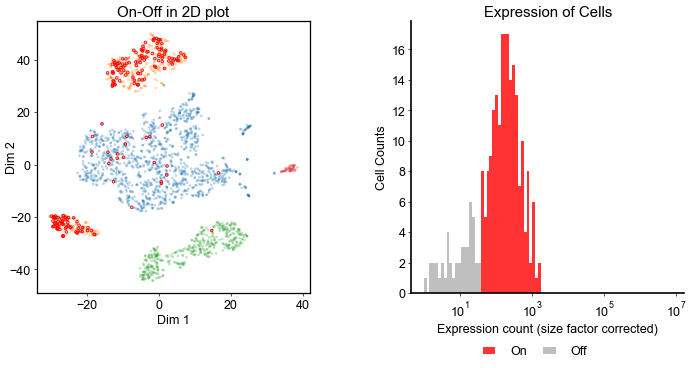 On-Off in 2D plot
Expression of Cells
40
20
0
−20
−40
Dim 2
−20
0
20
40
Dim 1
16
14
12
10
8
6
4
2
0
Cell Counts
10^1
10^3
10^5
10^7
Expression count (size factor corrected)
On
Off